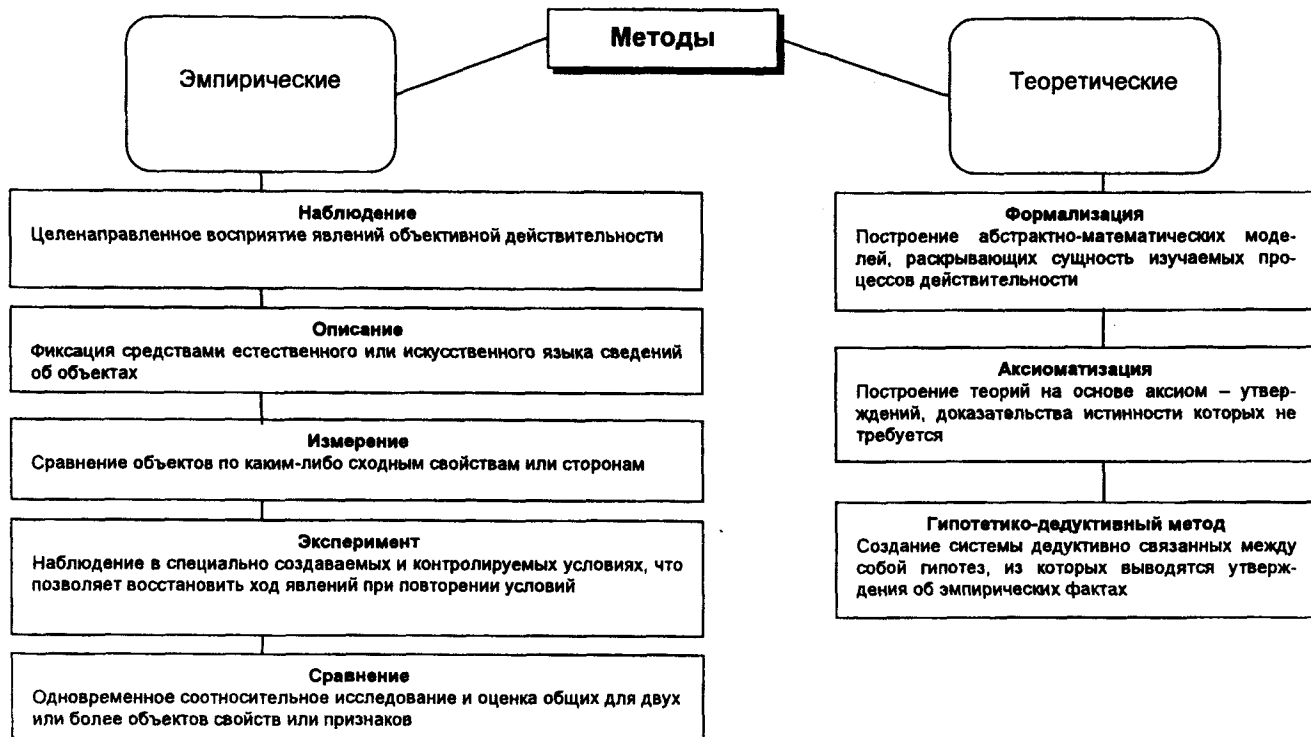 Методы
Эмпирические
Теоретические
Наблюдение
Целенаправленное восприятие явлений объективной действительности
Описание
Фиксация средствами естественного или искусственного языка сведений
об объектах
Измерение
Сравнение объектов по каким-либо сходным свойствам или сторонам
Эксперимент
Наблюдение в специально создаваемых и контролируемых условиях, что
позволяет восстановить ход явлений при повторении условий
Сравнение
Одновременное соотносительное исследование и оценка общих для двух
или более объектов свойств или признаков
Формализация
Построение абстрактно-математических моде-
лей, раскрывающих сущность изучаемых про-
цессов действительности
Аксиоматизация
Построение теорий на основе аксиом – утвер-
ждений, доказательства истинности которых не
требуется
Гипотетико-дедуктивный метод
Создание системы дедуктивно связанных между
собой гипотез, из которых выводятся утверж-
дения об эмпирических фактах